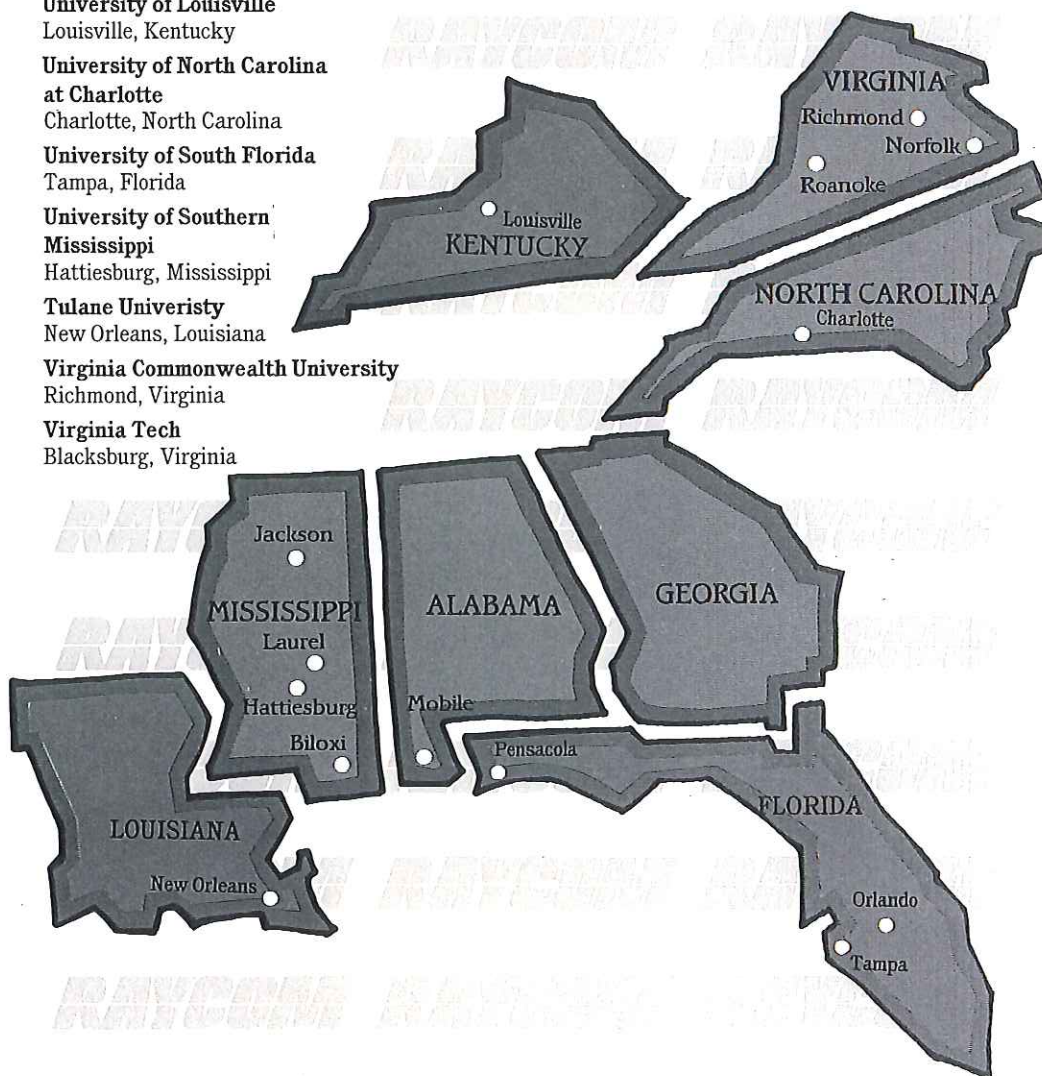 University of Louisville
Louisville, Kentucky
University of North Carolina
at Charlotte
Charlotte, North Carolina
University of South Florida
Tampa, Florida
University of Southern
Mississippi
Hattiesburg, Mississippi
Tulane Univeristy
New Orleans, Louisiana
Virginia Commonwealth University
Richmond, Virginia
Virginia Tech
Blacksburg, Virginia
VIRGINIA
Richmond
Norfolk
Roanoke
Louisville
KENTUCKY
NORTH CAROLINA
Charlotte
Jackson
MISSISSIPPI
Laurel
Hattiesburg
Biloxi
ALABAMA
Mobile
GEORGIA
Pensacola
FLORIDA
Orlando
Tampa
LOUISIANA
New Orleans